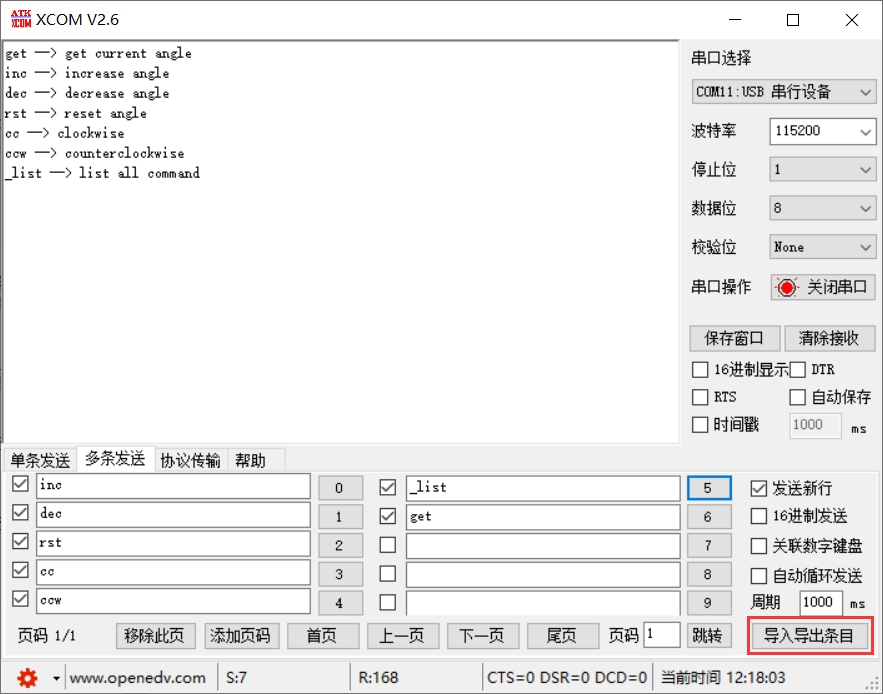 ATK XCOM XCOM V2.6
get —> get current angle
inc —> increase angle
dec —> decrease angle
rst —> reset angle
cc —> clockwise
ccw —> counterclockwise
_list —> list all command
串口选择
COM11:USB 串行设备
波特率 115200
停止位 1
数据位 8
校验位 None
串口操作 关闭串口
保存窗口 清除接收
16进制显示 DTR
RTS 自动保存
时间戳 1000 ms
单条发送 多条发送 协议传输 帮助
inc 0 _list 5 发送新行
dec 1 get 6 16进制发送
rst 2 7 关联数字键盘
cc 3 8 自动循环发送
ccw 4 9 周期 1000 ms
页码 1/1 移除此页 添加页码 首页 上一页 下一页 尾页 页码 1 跳转 导入导出条目
www.openedv.com S:7 R:168 CTS=0 DSR=0 DCD=0 当前时间 12:18:03